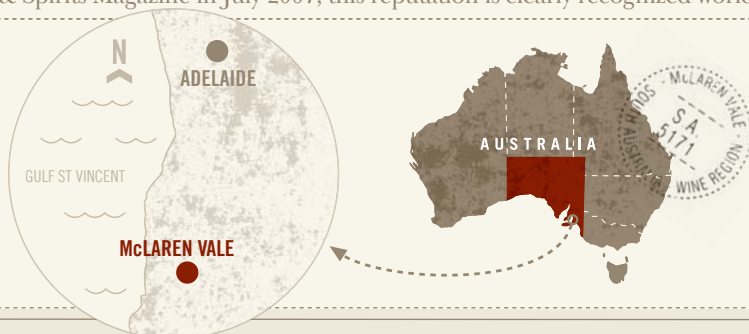 & Spirits Magazine in July 2007, this reputation is clearly recognized world
N
ADELAIDE
GULF ST VINCENT
McLAREN VALE
AUSTRALIA
McLAREN VALE
S.A.
5171
WINE REGION